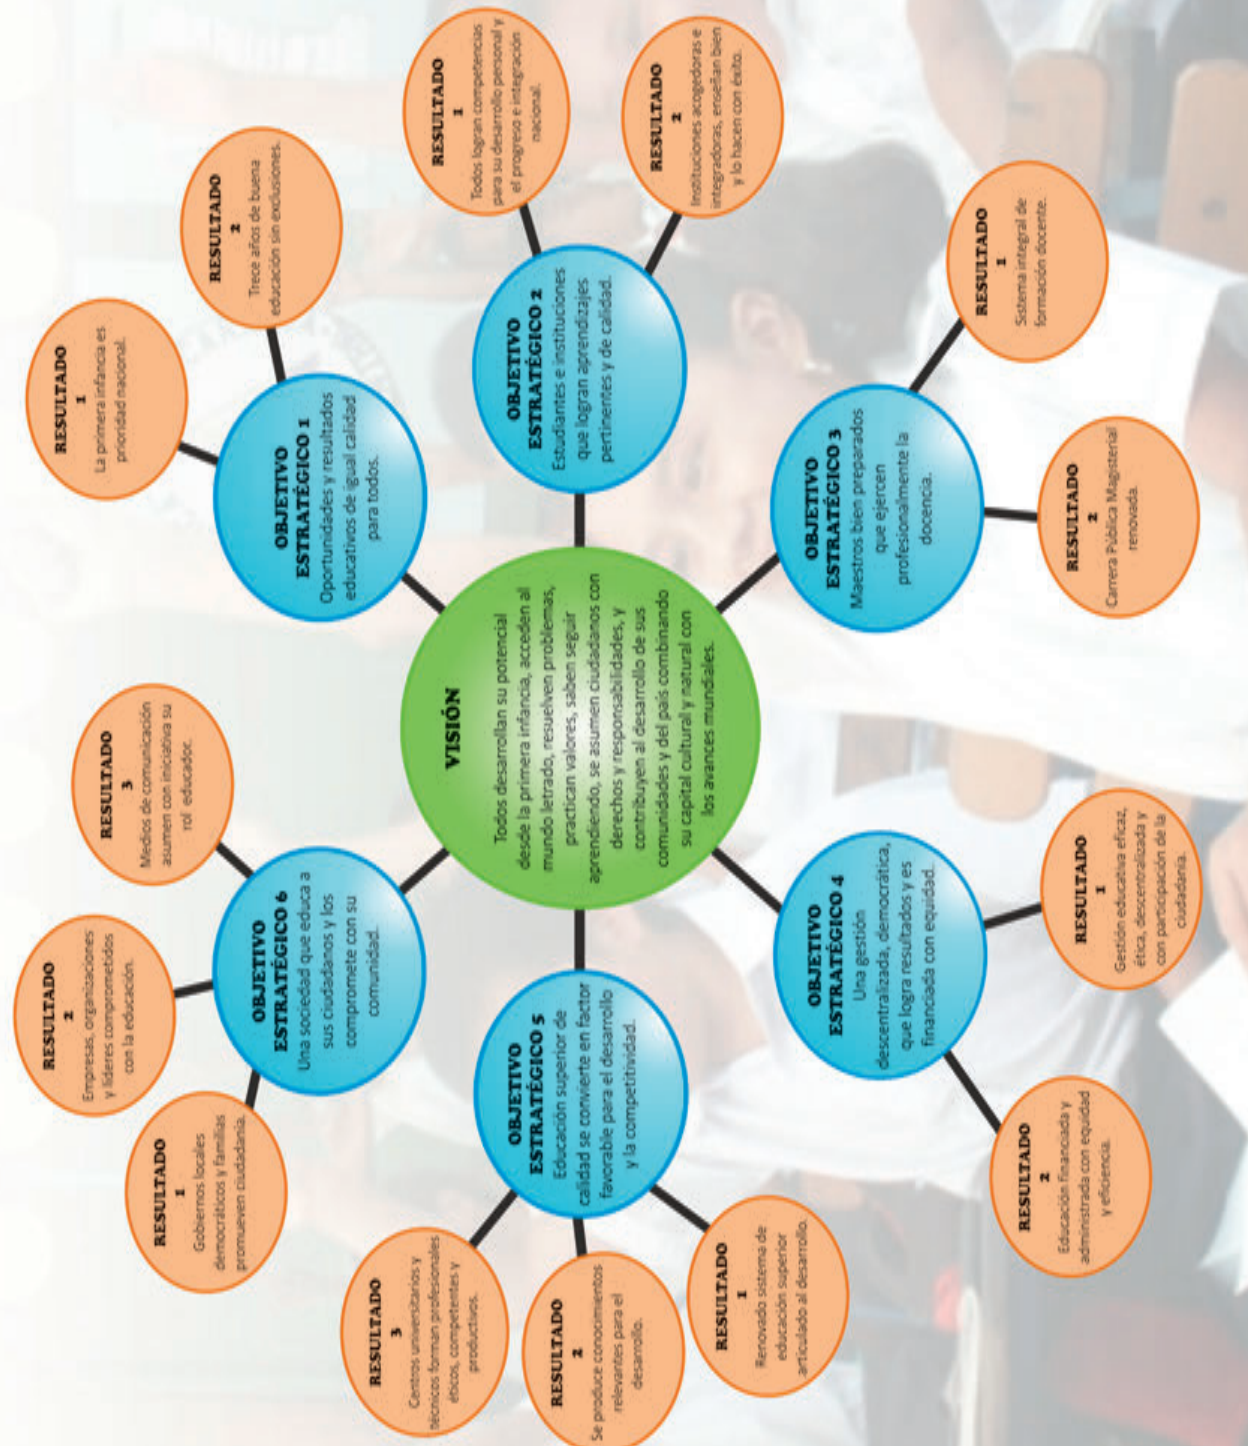 VISIÓN
Todos desarrollan su potencial
desde la primera infancia, acceden al
mundo letrado, resuelven problemas,
practican valores, saben seguir
aprendiendo, se asumen ciudadanos con
derechos y responsabilidades, y
contribuyen al desarrollo de sus
comunidades y del país combinando
su capital cultural y natural con
los avances mundiales.
OBJETIVO
ESTRATÉGICO 1
Oportunidades y resultados
educativos de igual calidad
para todos.
RESULTADO
1
La primera infancia es
prioridad nacional.
RESULTADO
2
Trece años de buena
educación sin exclusiones.
OBJETIVO
ESTRATÉGICO 2
Estudiantes e instituciones
que logran aprendizajes
pertinentes y de calidad.
RESULTADO
1
Todos logran competencias
para su desarrollo personal y
el progreso e integración
nacional.
RESULTADO
2
Instituciones acogedoras e
integradoras, enseñan bien
y lo hacen con éxito.
OBJETIVO
ESTRATÉGICO 3
Maestros bien preparados
que ejercen
profesionalmente la
docencia.
RESULTADO
1
Sistema integral de
formación docente.
RESULTADO
2
Carrera Pública Magisterial
renovada.
OBJETIVO
ESTRATÉGICO 4
Una gestión
descentralizada, democrática,
que logra resultados y es
financiada con equidad.
RESULTADO
1
Gestión educativa eficaz,
ética, descentralizada y
con participación de la
ciudadanía.
RESULTADO
2
Educación financiada y
administrada con equidad
y eficiencia.
OBJETIVO
ESTRATÉGICO 5
Educación superior de
calidad se convierte en factor
favorable para el desarrollo
y la competitividad.
RESULTADO
1
Renovado sistema de
educación superior
articulado al desarrollo.
RESULTADO
2
Se produce conocimientos
relevantes para el
desarrollo.
RESULTADO
3
Centros universitarios y
técnicos forman profesionales
éticos, competentes y
productivos.
OBJETIVO
ESTRATÉGICO 6
Una sociedad que educa a
sus ciudadanos y los
compromete con su
comunidad.
RESULTADO
1
Gobiernos locales
democráticos y familias
promueven ciudadanía.
RESULTADO
2
Empresas, organizaciones
y líderes comprometidos
con la educación.
RESULTADO
3
Medios de comunicación
asumen con iniciativa su
rol educador.